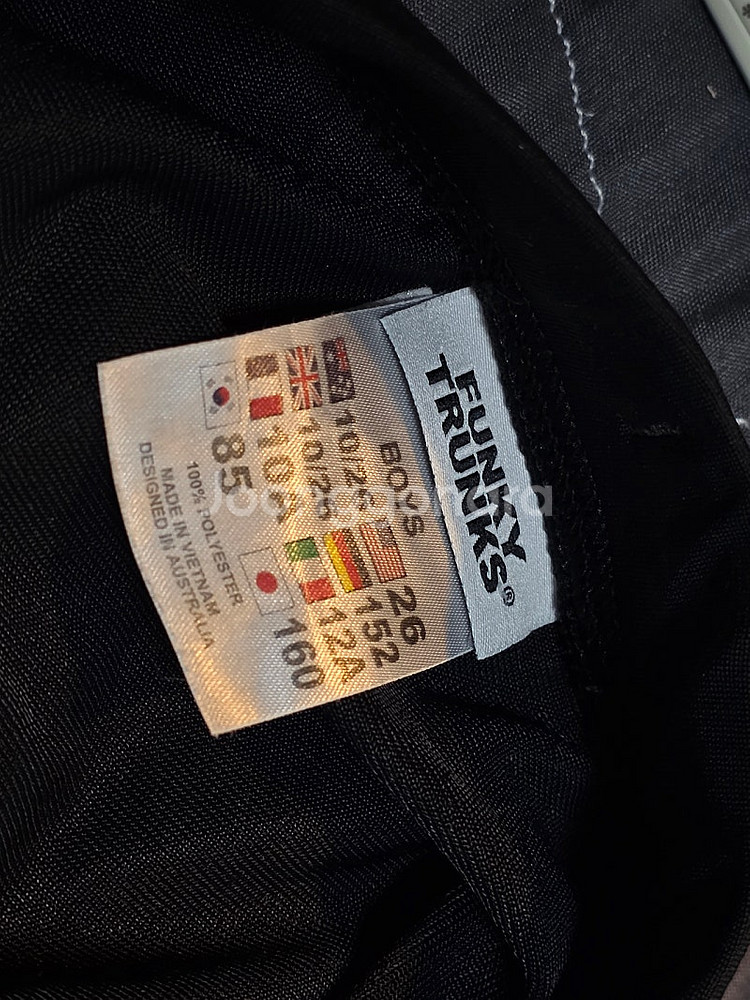 FUNKY
TRUNKS®
BOYS
10/26 26
10/26 152
10A 12A
85 160
100% POLYESTER
MADE IN VIETNAM
DESIGNED IN AUSTRALIA
Joonggonara